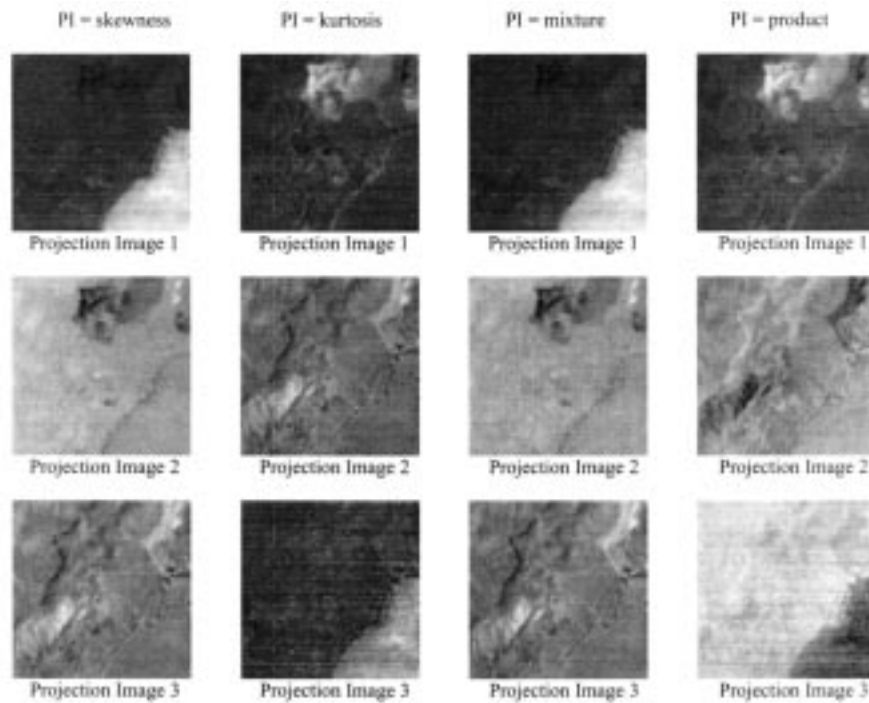 PI = skewness PI = kurtosis PI = mixture PI = product
Projection Image 1 Projection Image 1 Projection Image 1 Projection Image 1
Projection Image 2 Projection Image 2 Projection Image 2 Projection Image 2
Projection Image 3 Projection Image 3 Projection Image 3 Projection Image 3